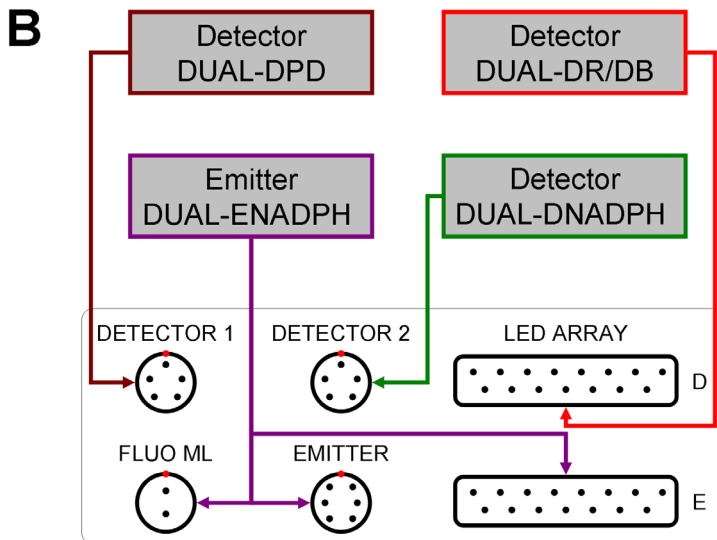 B
Detector
DUAL-DPD
Detector
DUAL-DR/DB
Emitter
DUAL-ENADPH
Detector
DUAL-DNADPH
DETECTOR 1
DETECTOR 2
LED ARRAY
D
FLUO ML
EMITTER
E